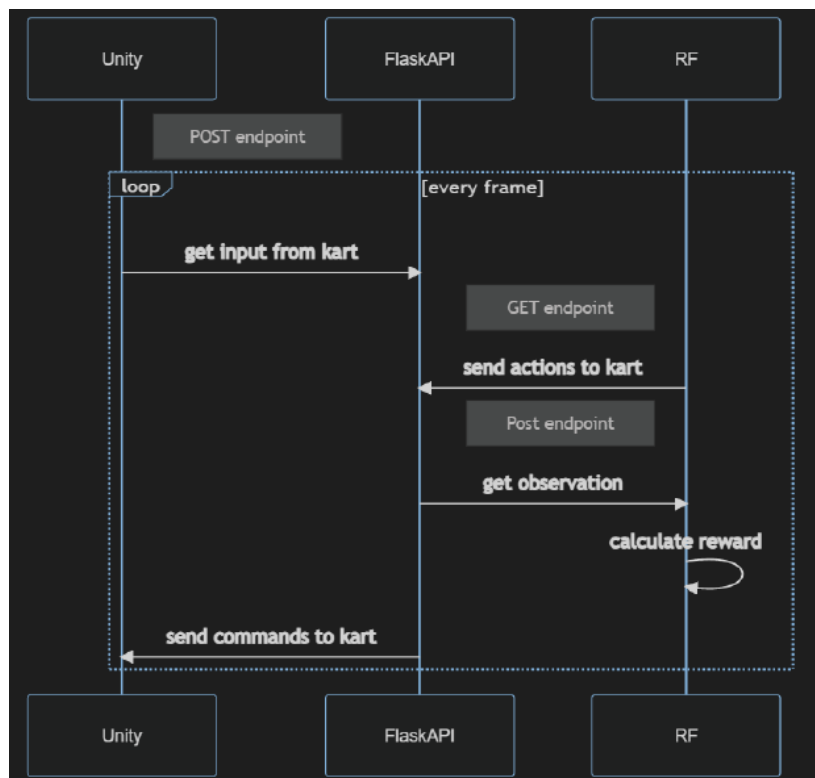 Unity
FlaskAPI
RF
POST endpoint
loop
[every frame]
get input from kart
GET endpoint
send actions to kart
Post endpoint
get observation
calculate reward
send commands to kart
Unity
FlaskAPI
RF